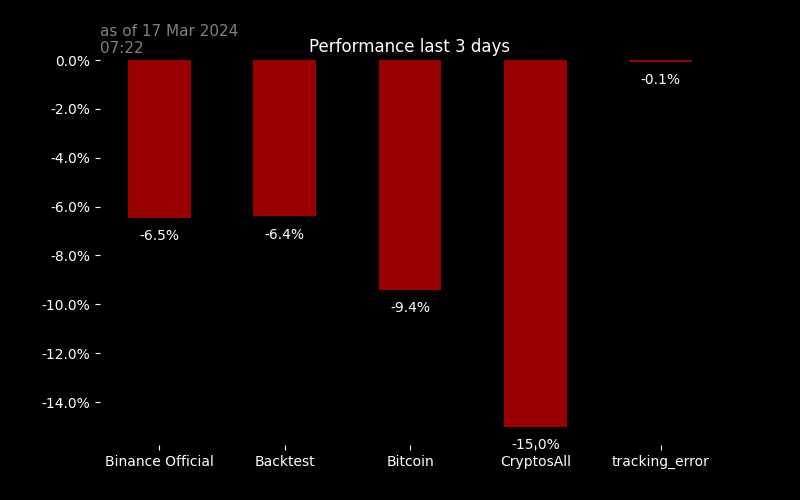 as of 17 Mar 2024
07:22
Performance last 3 days
0.0%
-2.0%
-4.0%
-6.0%
-8.0%
-10.0%
-12.0%
-14.0%
-6.5%
-6.4%
-9.4%
-15.0%
-0.1%
Binance Official
Backtest
Bitcoin
CryptosAll
tracking_error